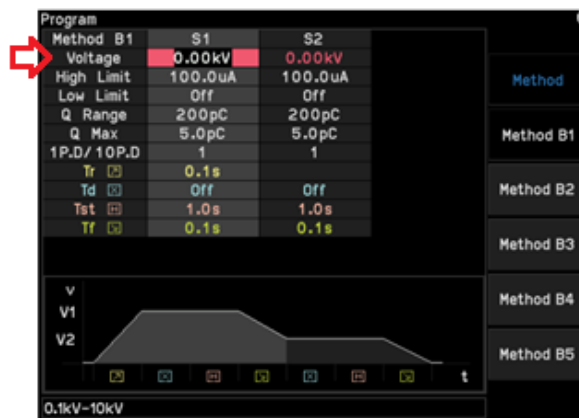 Program
Method B1 S1 S2
Voltage 0.00kV 0.00kV
High Limit 100.0uA 100.0uA
Low Limit Off Off
Q Range 200pC 200pC
Q Max 5.0pC 5.0pC
1P.D/10P.D 1 1
Tr 0.1s
Td Off Off
Tst 1.0s 1.0s
Tf 0.1s 0.1s
Method
Method B1
Method B2
Method B3
Method B4
Method B5
v
V1
V2
t
0.1kV-10kV